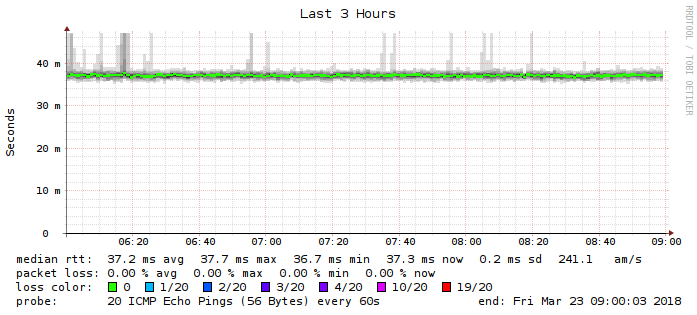 Last 3 Hours
RRDTOOL / TOBI OETIKER
Seconds
40 m
30 m
20 m
10 m
0
06:20 06:40 07:00 07:20 07:40 08:00 08:20 08:40 09:00
median rtt: 37.2 ms avg 37.7 ms max 36.7 ms min 37.3 ms now 0.2 ms sd 241.1 am/s
packet loss: 0.00 % avg 0.00 % max 0.00 % min 0.00 % now
loss color: 0 1/20 2/20 3/20 4/20 10/20 19/20
probe: 20 ICMP Echo Pings (56 Bytes) every 60s end: Fri Mar 23 09:00:03 2018